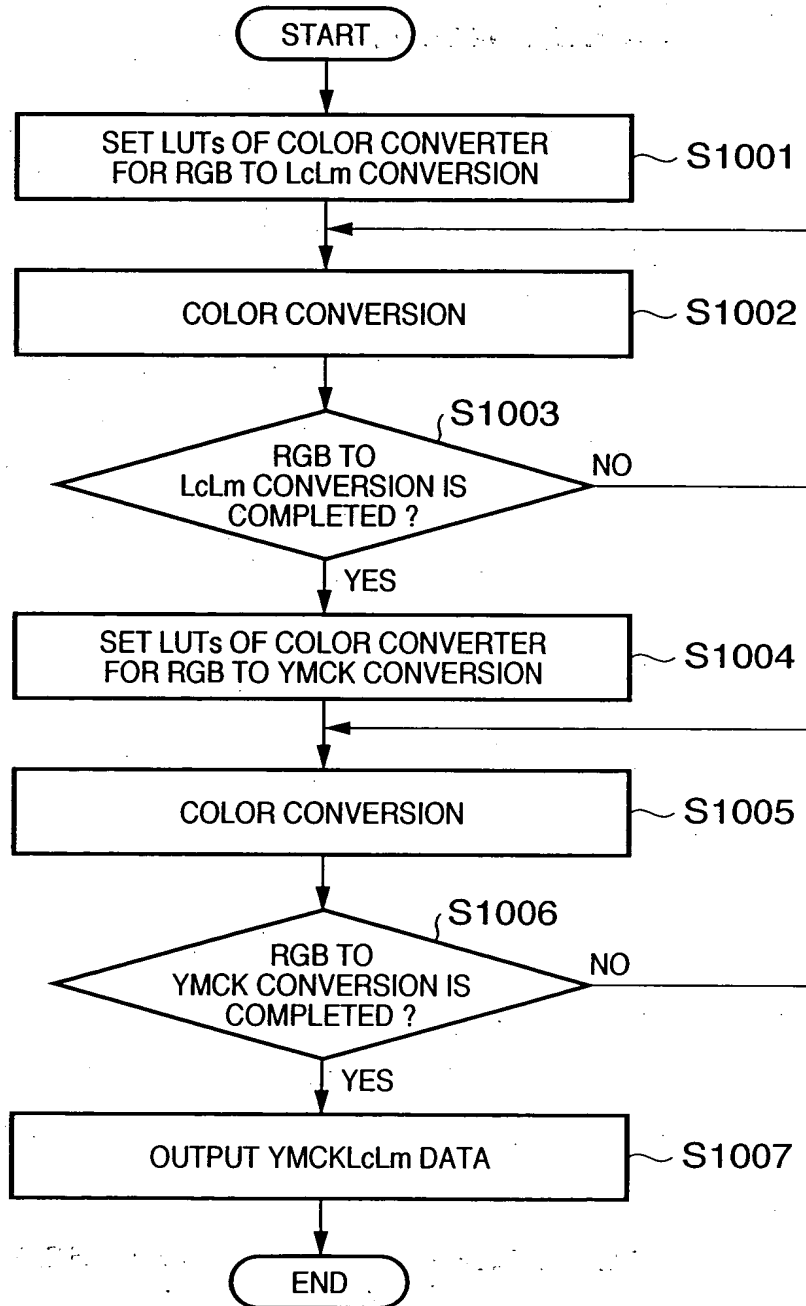 START
SET LUTs OF COLOR CONVERTER
FOR RGB TO LcLm CONVERSION
S1001
COLOR CONVERSION
S1002
S1003
RGB TO
LcLm CONVERSION IS
COMPLETED ?
NO
YES
SET LUTs OF COLOR CONVERTER
FOR RGB TO YMCK CONVERSION
S1004
COLOR CONVERSION
S1005
S1006
RGB TO
YMCK CONVERSION IS
COMPLETED ?
NO
YES
OUTPUT YMCKLcLm DATA
S1007
END